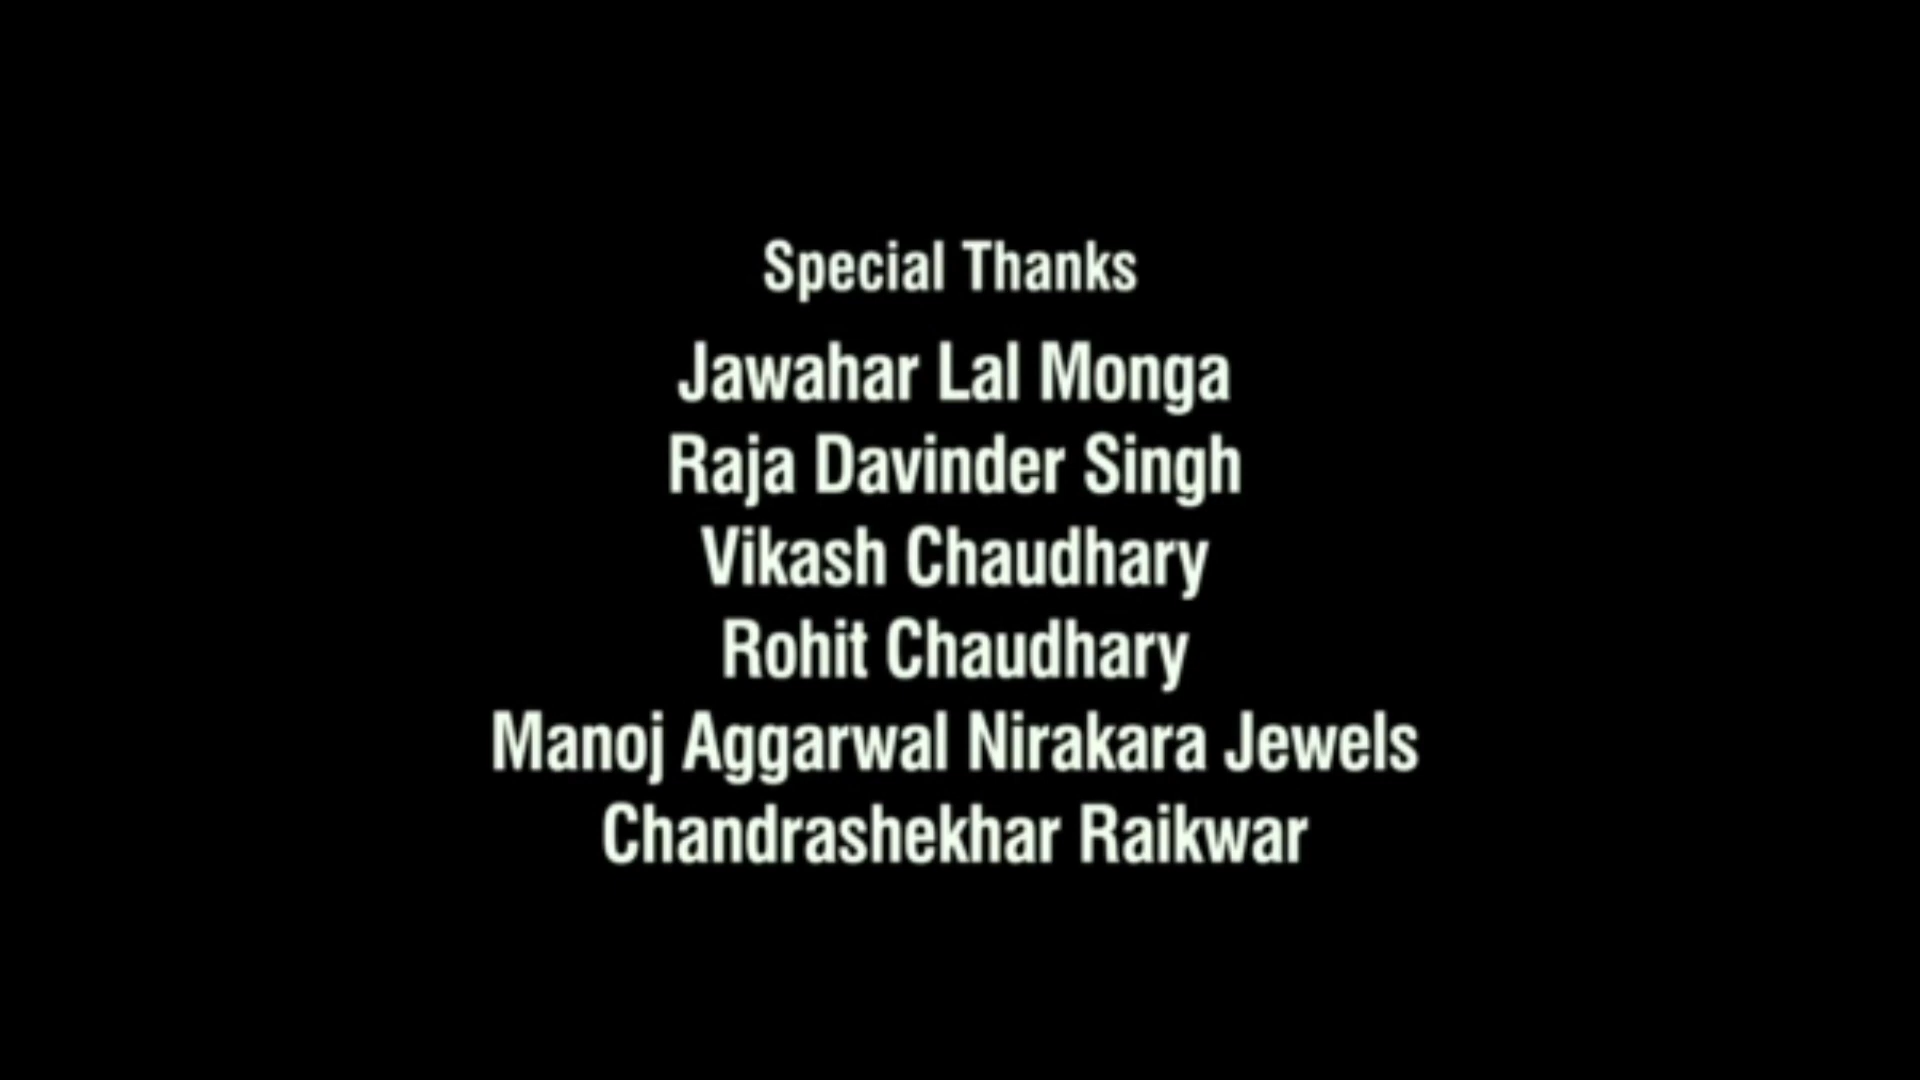 Special Thanks
Jawahar Lal Monga
Raja Davinder Singh
Vikash Chaudhary
Rohit Chaudhary
Manoj Aggarwal Nirakara Jewels
Chandrashekhar Raikwar